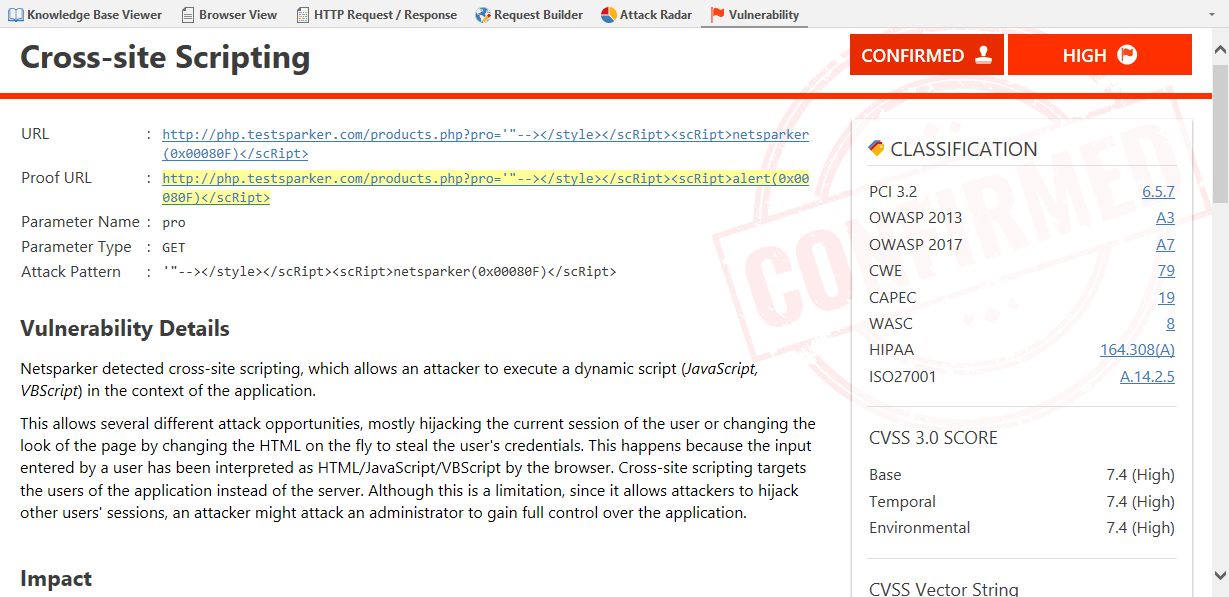 Knowledge Base Viewer Browser View HTTP Request / Response Request Builder Attack Radar Vulnerability
Cross-site Scripting
CONFIRMED HIGH
URL : http://php.testsparker.com/products.php?pro='"--></style></scRipt><scRipt>netsparker
(0x00080F)</scRipt>
Proof URL : http://php.testsparker.com/products.php?pro='"--></style></scRipt><scRipt>alert(0x00
080F)</scRipt>
Parameter Name : pro
Parameter Type : GET
Attack Pattern : '"--></style></scRipt><scRipt>netsparker(0x00080F)</scRipt>
Vulnerability Details
Netsparker detected cross-site scripting, which allows an attacker to execute a dynamic script (JavaScript,
VBScript) in the context of the application.
This allows several different attack opportunities, mostly hijacking the current session of the user or changing the
look of the page by changing the HTML on the fly to steal the user's credentials. This happens because the input
entered by a user has been interpreted as HTML/JavaScript/VBScript by the browser. Cross-site scripting targets
the users of the application instead of the server. Although this is a limitation, since it allows attackers to hijack
other users' sessions, an attacker might attack an administrator to gain full control over the application.
Impact
CONFIRMED
CLASSIFICATION
PCI 3.2 6.5.7
OWASP 2013 A3
OWASP 2017 A7
CWE 79
CAPEC 19
WASC 8
HIPAA 164.308(A)
ISO27001 A.14.2.5
CVSS 3.0 SCORE
Base 7.4 (High)
Temporal 7.4 (High)
Environmental 7.4 (High)
CVSS Vector String